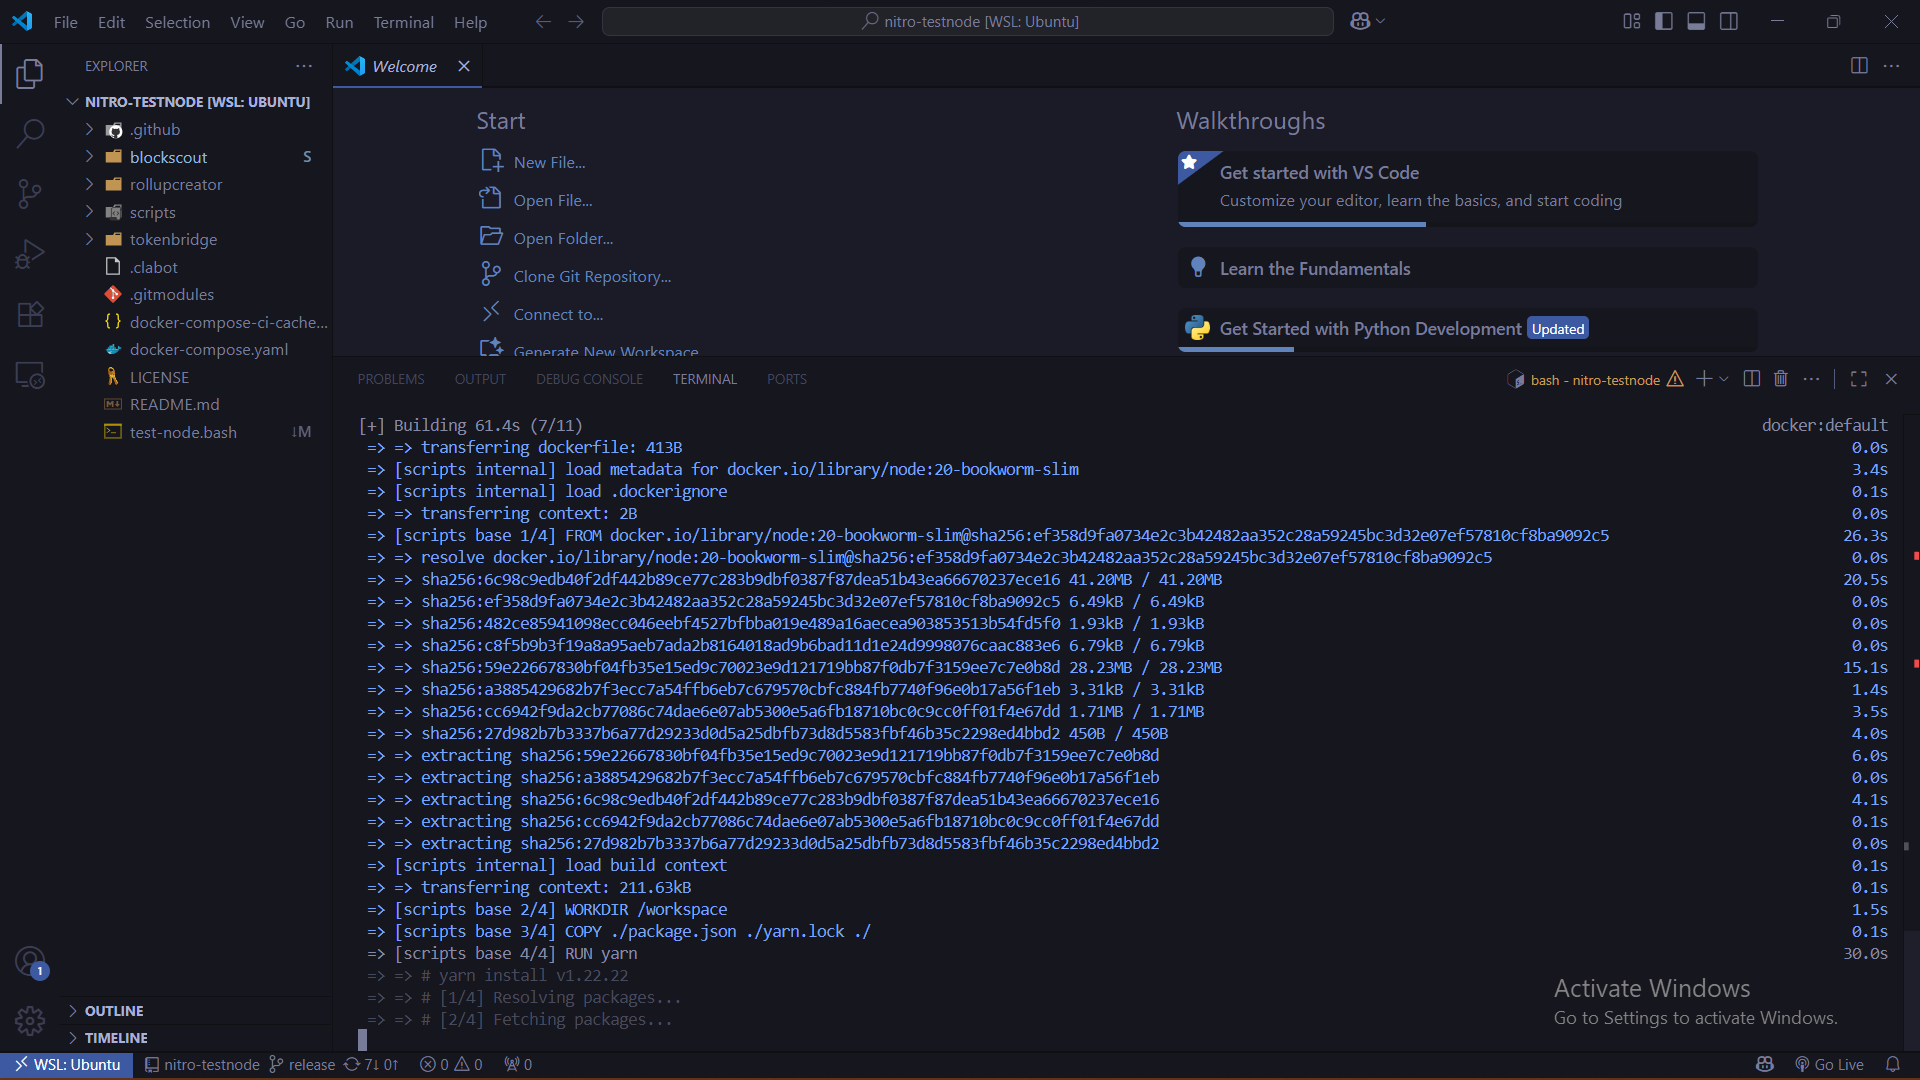 File Edit Selection View Go Run Terminal Help
nitro-testnode [WSL: Ubuntu]
EXPLORER
Welcome
NITRO-TESTNODE [WSL: UBUNTU]
.github
blockscout S
rollupcreator
scripts
tokenbridge
.clabot
.gitmodules
docker-compose-ci-cache...
docker-compose.yaml
LICENSE
README.md
test-node.bash ↓M
OUTLINE
TIMELINE
Start
New File...
Open File...
Open Folder...
Clone Git Repository...
Connect to...
Generate New Workspace
Walkthroughs
Get started with VS Code
Customize your editor, learn the basics, and start coding
Learn the Fundamentals
Get Started with Python Development Updated
PROBLEMS OUTPUT DEBUG CONSOLE TERMINAL PORTS
bash - nitro-testnode
[+] Building 61.4s (7/11) docker:default
=> => transferring dockerfile: 413B 0.0s
=> [scripts internal] load metadata for docker.io/library/node:20-bookworm-slim 3.4s
=> [scripts internal] load .dockerignore 0.1s
=> => transferring context: 2B 0.0s
=> [scripts base 1/4] FROM docker.io/library/node:20-bookworm-slim@sha256:ef358d9fa0734e2c3b42482aa352c28a59245bc3d32e07ef57810cf8ba9092c5 26.3s
=> => resolve docker.io/library/node:20-bookworm-slim@sha256:ef358d9fa0734e2c3b42482aa352c28a59245bc3d32e07ef57810cf8ba9092c5 0.0s
=> => sha256:6c98c9edb40f2df442b89ce77c283b9dbf0387f87dea51b43ea66670237ece16 41.20MB / 41.20MB 20.5s
=> => sha256:ef358d9fa0734e2c3b42482aa352c28a59245bc3d32e07ef57810cf8ba9092c5 6.49kB / 6.49kB 0.0s
=> => sha256:482ce85941098ecc046eebf4527bfbba019e489a16aecea903853513b54fd5f0 1.93kB / 1.93kB 0.0s
=> => sha256:c8f5b9b3f19a8a95aeb7ada2b8164018ad9b6bad11d1e24d9998076caac883e6 6.79kB / 6.79kB 0.0s
=> => sha256:59e22667830bf04fb35e15ed9c70023e9d121719bb87f0db7f3159ee7c7e0b8d 28.23MB / 28.23MB 15.1s
=> => sha256:a3885429682b7f3ecc7a54ffb6eb7c679570cbfc884fb7740f96e0b17a56f1eb 3.31kB / 3.31kB 1.4s
=> => sha256:cc6942f9da2cb77086c74dae6e07ab5300e5a6fb18710bc0c9cc0ff01f4e67dd 1.71MB / 1.71MB 3.5s
=> => sha256:27d982b7b3337b6a77d29233d0d5a25dbfb73d8d5583fbf46b35c2298ed4bbd2 450B / 450B 4.0s
=> => extracting sha256:59e22667830bf04fb35e15ed9c70023e9d121719bb87f0db7f3159ee7c7e0b8d 6.0s
=> => extracting sha256:a3885429682b7f3ecc7a54ffb6eb7c679570cbfc884fb7740f96e0b17a56f1eb 0.0s
=> => extracting sha256:6c98c9edb40f2df442b89ce77c283b9dbf0387f87dea51b43ea66670237ece16 4.1s
=> => extracting sha256:cc6942f9da2cb77086c74dae6e07ab5300e5a6fb18710bc0c9cc0ff01f4e67dd 0.1s
=> => extracting sha256:27d982b7b3337b6a77d29233d0d5a25dbfb73d8d5583fbf46b35c2298ed4bbd2 0.0s
=> [scripts internal] load build context 0.1s
=> => transferring context: 211.63kB 0.1s
=> [scripts base 2/4] WORKDIR /workspace 1.5s
=> [scripts base 3/4] COPY ./package.json ./yarn.lock ./ 0.1s
=> [scripts base 4/4] RUN yarn 30.0s
=> => # yarn install v1.22.22
=> => # [1/4] Resolving packages...
=> => # [2/4] Fetching packages...
Activate Windows
Go to Settings to activate Windows.
1
WSL: Ubuntu nitro-testnode release 7↓ 0↑ 0 0 0 Go Live